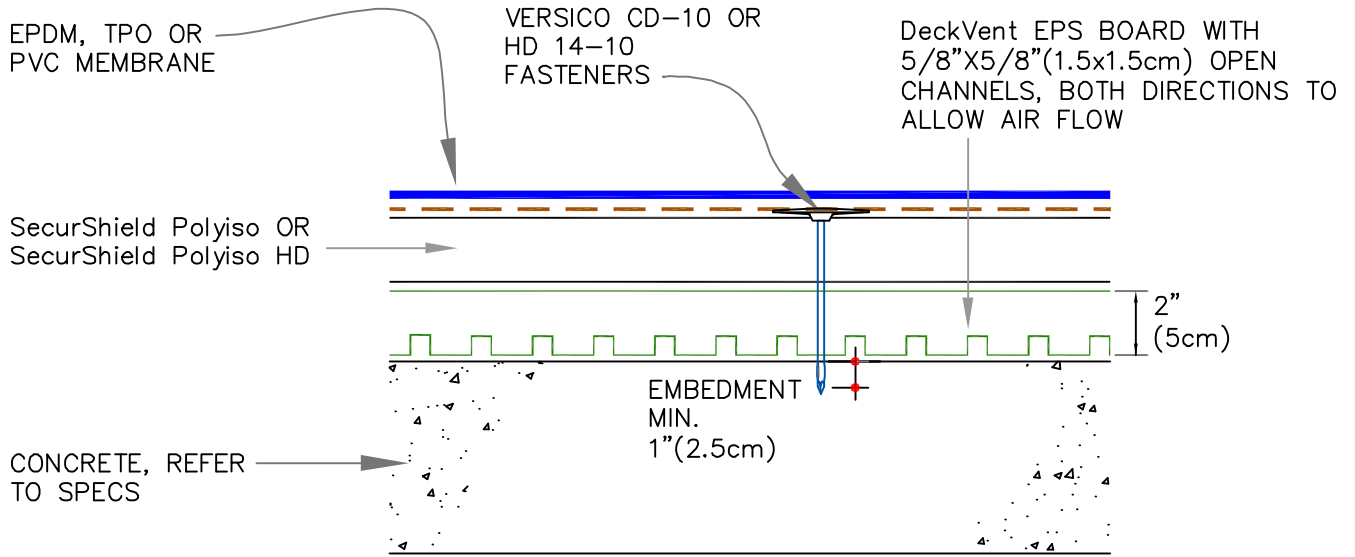 EPDM, TPO OR
PVC MEMBRANE
VERSICO CD-10 OR
HD 14-10
FASTENERS
DeckVent EPS BOARD WITH
5/8"X5/8"(1.5x1.5cm) OPEN
CHANNELS, BOTH DIRECTIONS TO
ALLOW AIR FLOW
SecurShield Polyiso OR
SecurShield Polyiso HD
2"
(5cm)
EMBEDMENT
MIN.
1"(2.5cm)
CONCRETE, REFER
TO SPECS